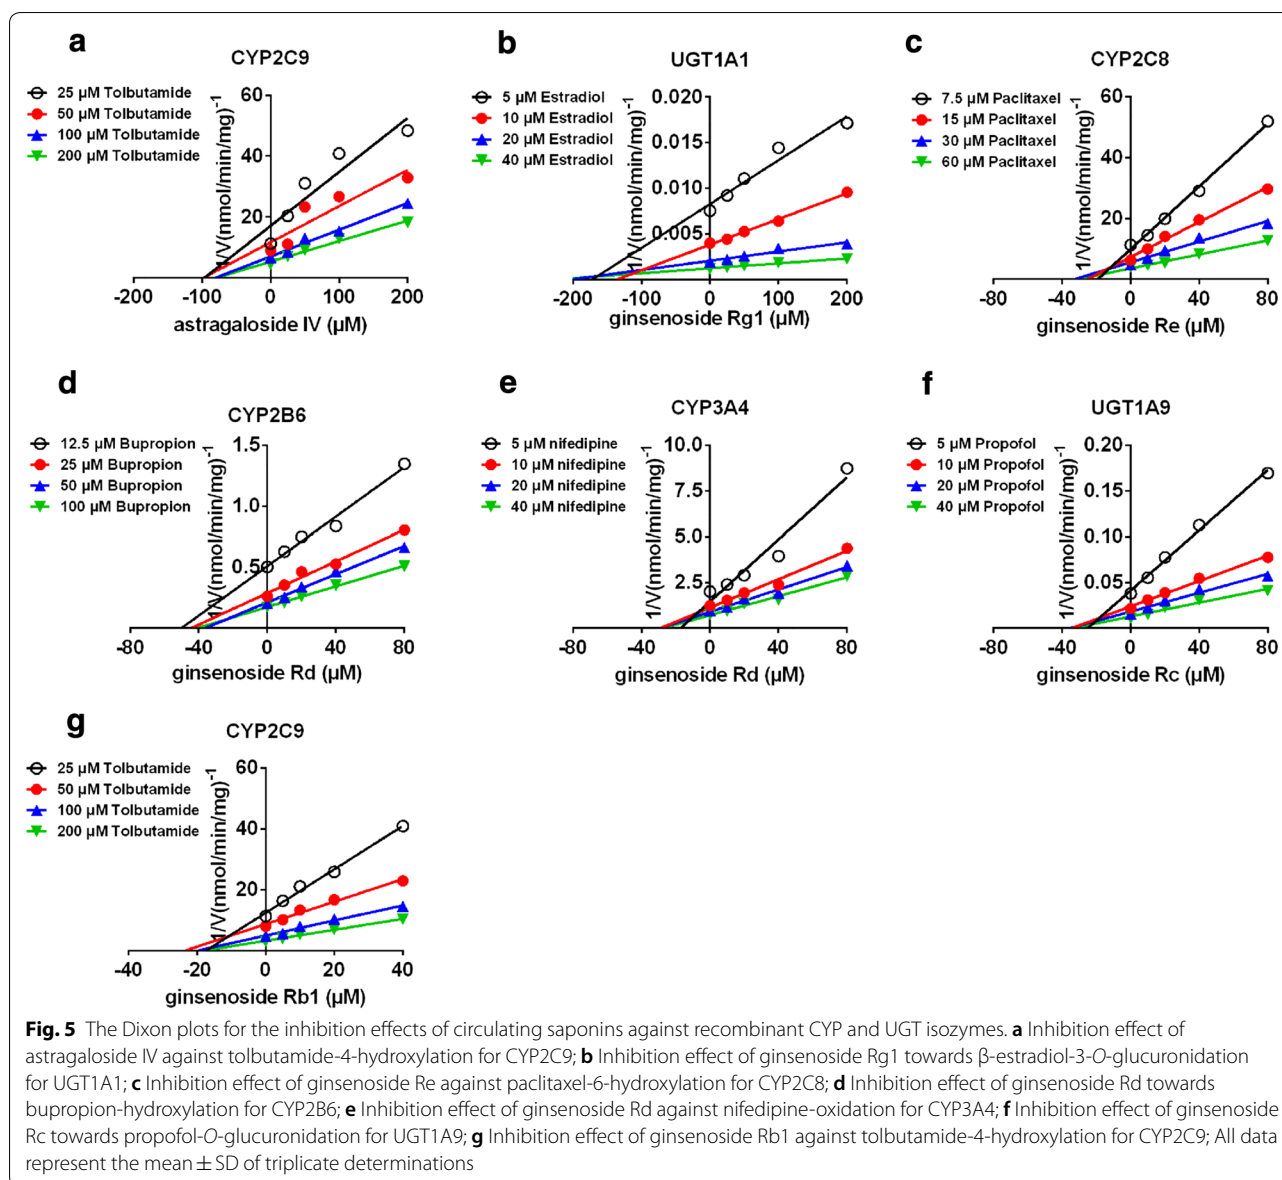 a
CYP2C9
25 µM Tolbutamide
50 µM Tolbutamide
100 µM Tolbutamide
200 µM Tolbutamide
1/V(nmol/min/mg)⁻¹
60
40
20
-200 -100 0 100 200
astragaloside IV (µM)
b
UGT1A1
5 µM Estradiol
10 µM Estradiol
20 µM Estradiol
40 µM Estradiol
1/V(nmol/min/mg)⁻¹
0.020
0.015
0.010
0.005
-200 -100 0 100 200
ginsenoside Rg1 (µM)
c
CYP2C8
7.5 µM Paclitaxel
15 µM Paclitaxel
30 µM Paclitaxel
60 µM Paclitaxel
1/V(nmol/min/mg)⁻¹
60
40
20
-80 -40 0 40 80
ginsenoside Re (µM)
d
CYP2B6
12.5 µM Bupropion
25 µM Bupropion
50 µM Bupropion
100 µM Bupropion
1/V(nmol/min/mg)⁻¹
1.5
1.0
0.5
-80 -40 0 40 80
ginsenoside Rd (µM)
e
CYP3A4
5 µM nifedipine
10 µM nifedipine
20 µM nifedipine
40 µM nifedipine
1/V(nmol/min/mg)⁻¹
10.0
7.5
5.0
2.5
-80 -40 0 40 80
ginsenoside Rd (µM)
f
UGT1A9
5 µM Propofol
10 µM Propofol
20 µM Propofol
40 µM Propofol
1/V(nmol/min/mg)⁻¹
0.20
0.15
0.10
0.05
-80 -40 0 40 80
ginsenoside Rc (µM)
g
CYP2C9
25 µM Tolbutamide
50 µM Tolbutamide
100 µM Tolbutamide
200 µM Tolbutamide
1/V(nmol/min/mg)⁻¹
60
40
20
-40 -20 0 20 40
ginsenoside Rb1 (µM)
Fig. 5 The Dixon plots for the inhibition effects of circulating saponins against recombinant CYP and UGT isozymes. a Inhibition effect of
astragaloside IV against tolbutamide-4-hydroxylation for CYP2C9; b Inhibition effect of ginsenoside Rg1 towards β-estradiol-3-O-glucuronidation
for UGT1A1; c Inhibition effect of ginsenoside Re against paclitaxel-6-hydroxylation for CYP2C8; d Inhibition effect of ginsenoside Rd towards
bupropion-hydroxylation for CYP2B6; e Inhibition effect of ginsenoside Rd against nifedipine-oxidation for CYP3A4; f Inhibition effect of ginsenoside
Rc towards propofol-O-glucuronidation for UGT1A9; g Inhibition effect of ginsenoside Rb1 against tolbutamide-4-hydroxylation for CYP2C9; All data
represent the mean ± SD of triplicate determinations